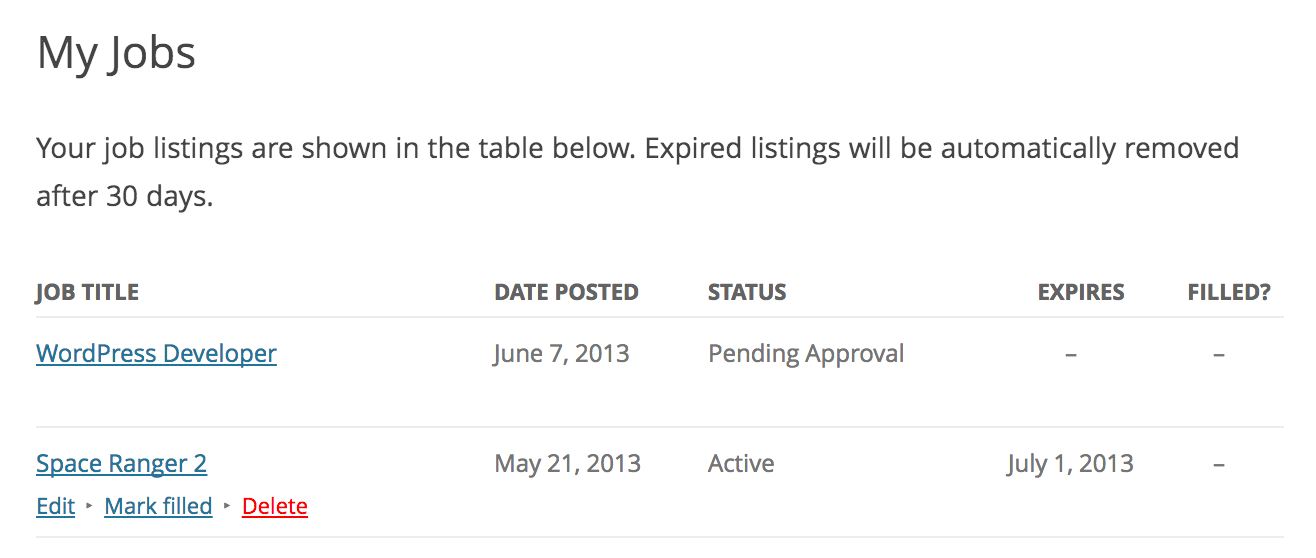 My Jobs
Your job listings are shown in the table below. Expired listings will be automatically removed
after 30 days.
JOB TITLE DATE POSTED STATUS EXPIRES FILLED?
WordPress Developer June 7, 2013 Pending Approval – –
Space Ranger 2 May 21, 2013 Active July 1, 2013 –
Edit ‣ Mark filled ‣ Delete